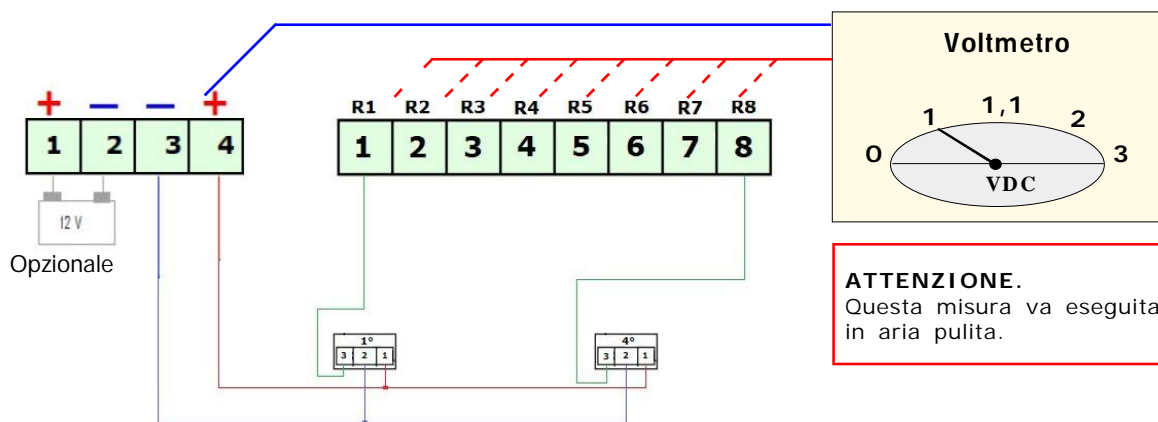 Voltmetro
0 1 1,1 2 3
VDC
+ − − +
1 2 3 4
R1 R2 R3 R4 R5 R6 R7 R8
1 2 3 4 5 6 7 8
12 V
Opzionale
1°
3 2 1
4°
3 2 1
ATTENZIONE.
Questa misura va eseguita
in aria pulita.